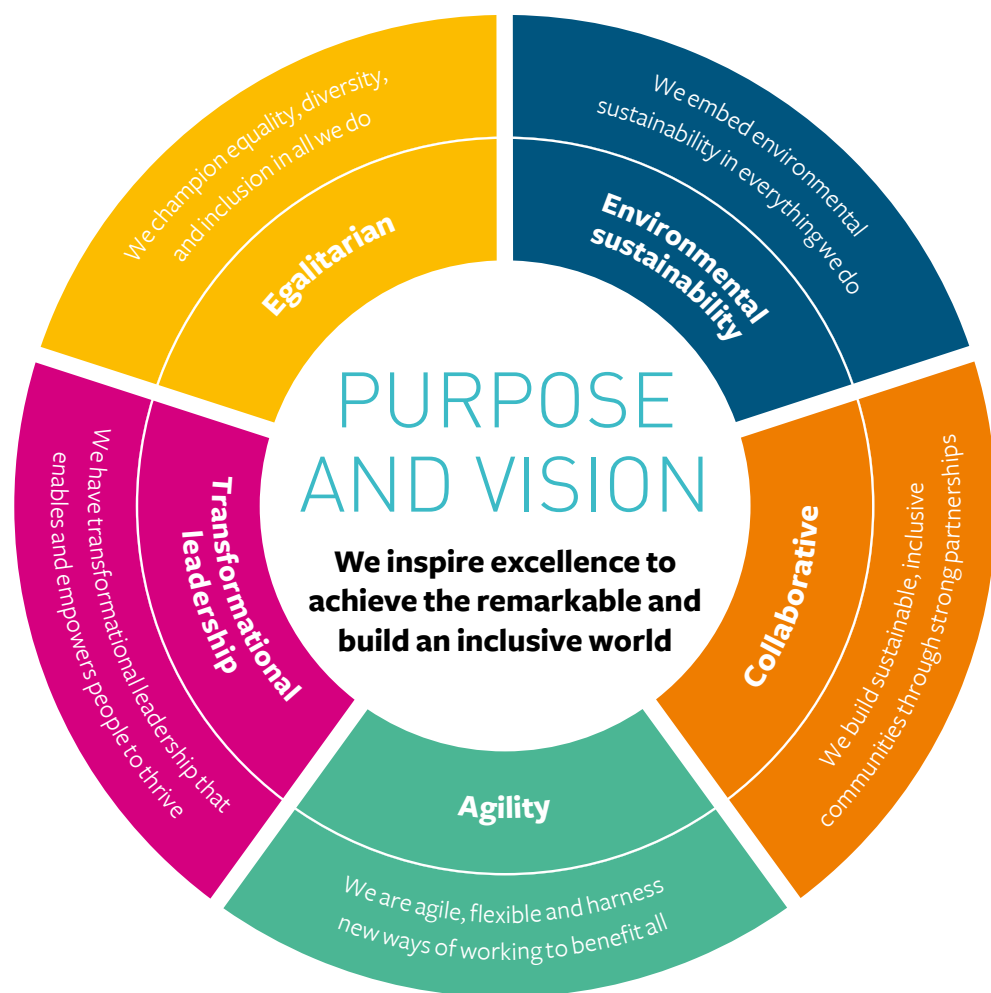 PURPOSE
AND VISION
We inspire excellence to
achieve the remarkable and
build an inclusive world
We embed environmental
sustainability in everything we do
Environmental
sustainability
Collaborative
We build sustainable, inclusive
communities through strong partnerships
Agility
We are agile, flexible and harness
new ways of working to benefit all
Transformational
leadership
We have transformational leadership that
enables and empowers people to thrive
We champion equality, diversity,
and inclusion in all we do
Egalitarian